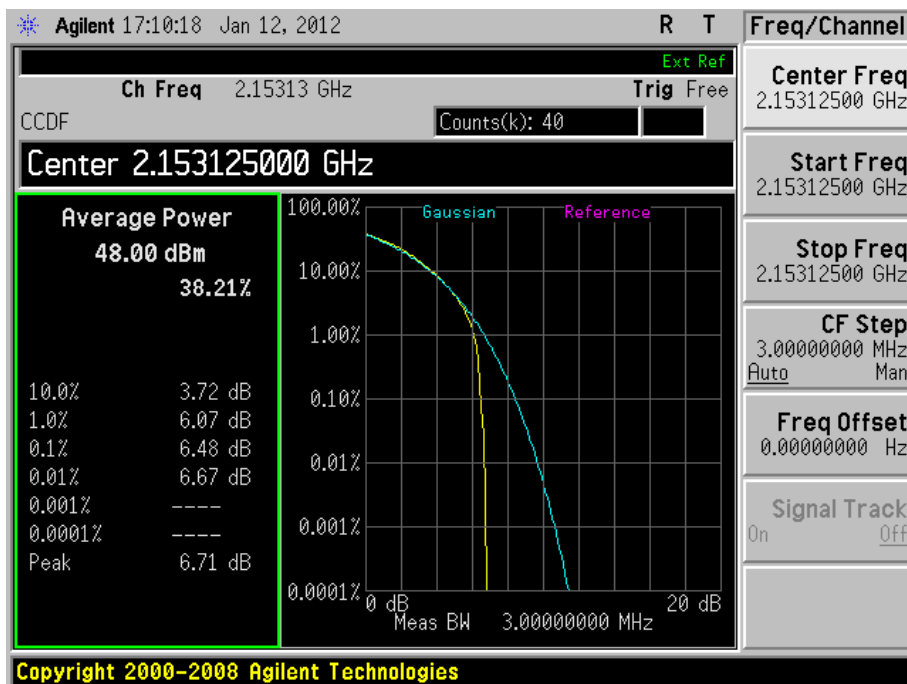 Agilent 17:10:18 Jan 12, 2012 R T
Ext Ref
Ch Freq 2.15313 GHz Trig Free
CCDF Counts(k): 40
Center 2.153125000 GHz
Average Power
48.00 dBm
38.21%
10.0% 3.72 dB
1.0% 6.07 dB
0.1% 6.48 dB
0.01% 6.67 dB
0.001% ----
0.0001% ----
Peak 6.71 dB
Gaussian Reference
100.00%
10.00%
1.00%
0.10%
0.01%
0.001%
0.0001%
0 dB 20 dB
Meas BW 3.00000000 MHz
Freq/Channel
Center Freq
2.15312500 GHz
Start Freq
2.15312500 GHz
Stop Freq
2.15312500 GHz
CF Step
3.00000000 MHz
Auto Man
Freq Offset
0.00000000 Hz
Signal Track
On Off
Copyright 2000-2008 Agilent Technologies